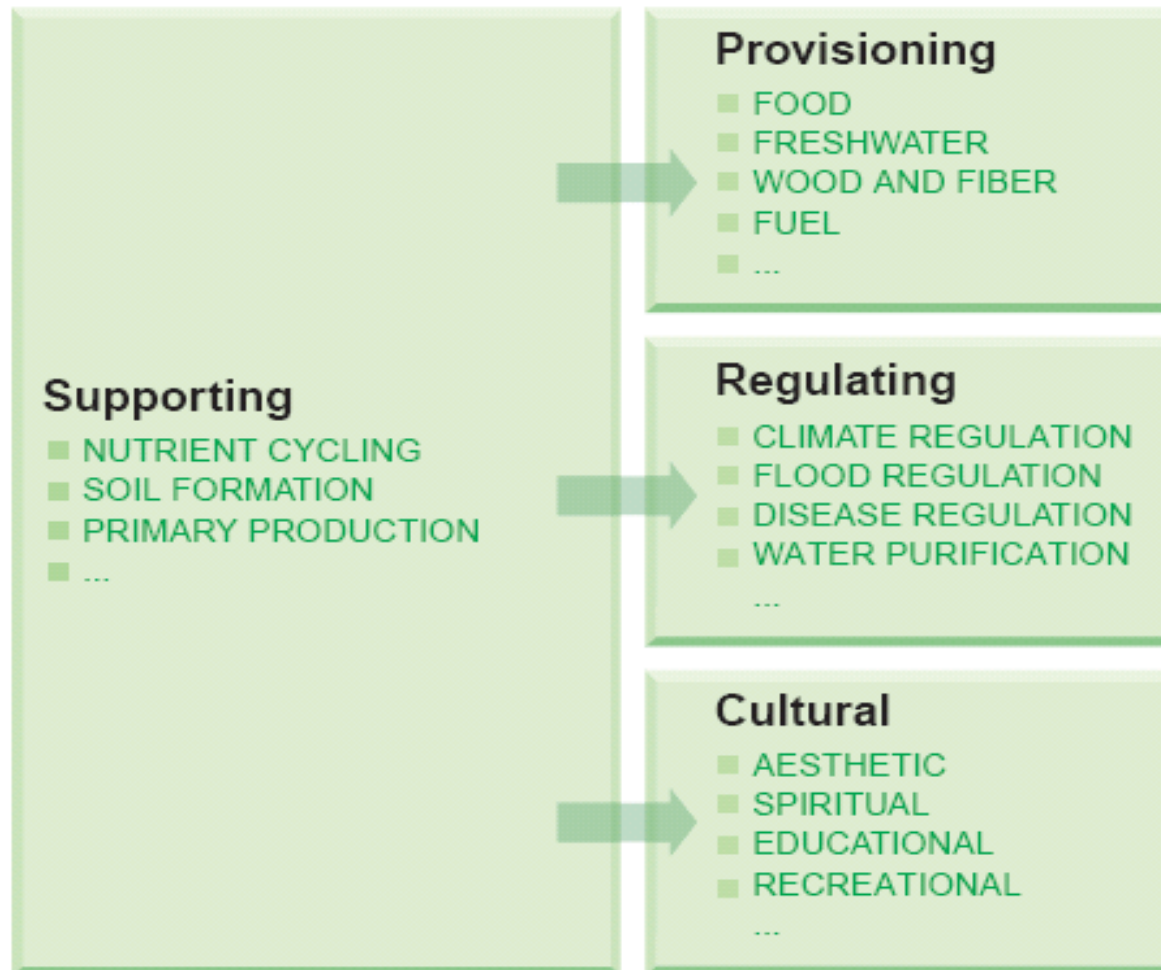 Supporting
NUTRIENT CYCLING
SOIL FORMATION
PRIMARY PRODUCTION
...
Provisioning
FOOD
FRESHWATER
WOOD AND FIBER
FUEL
...
Regulating
CLIMATE REGULATION
FLOOD REGULATION
DISEASE REGULATION
WATER PURIFICATION
...
Cultural
AESTHETIC
SPIRITUAL
EDUCATIONAL
RECREATIONAL
...